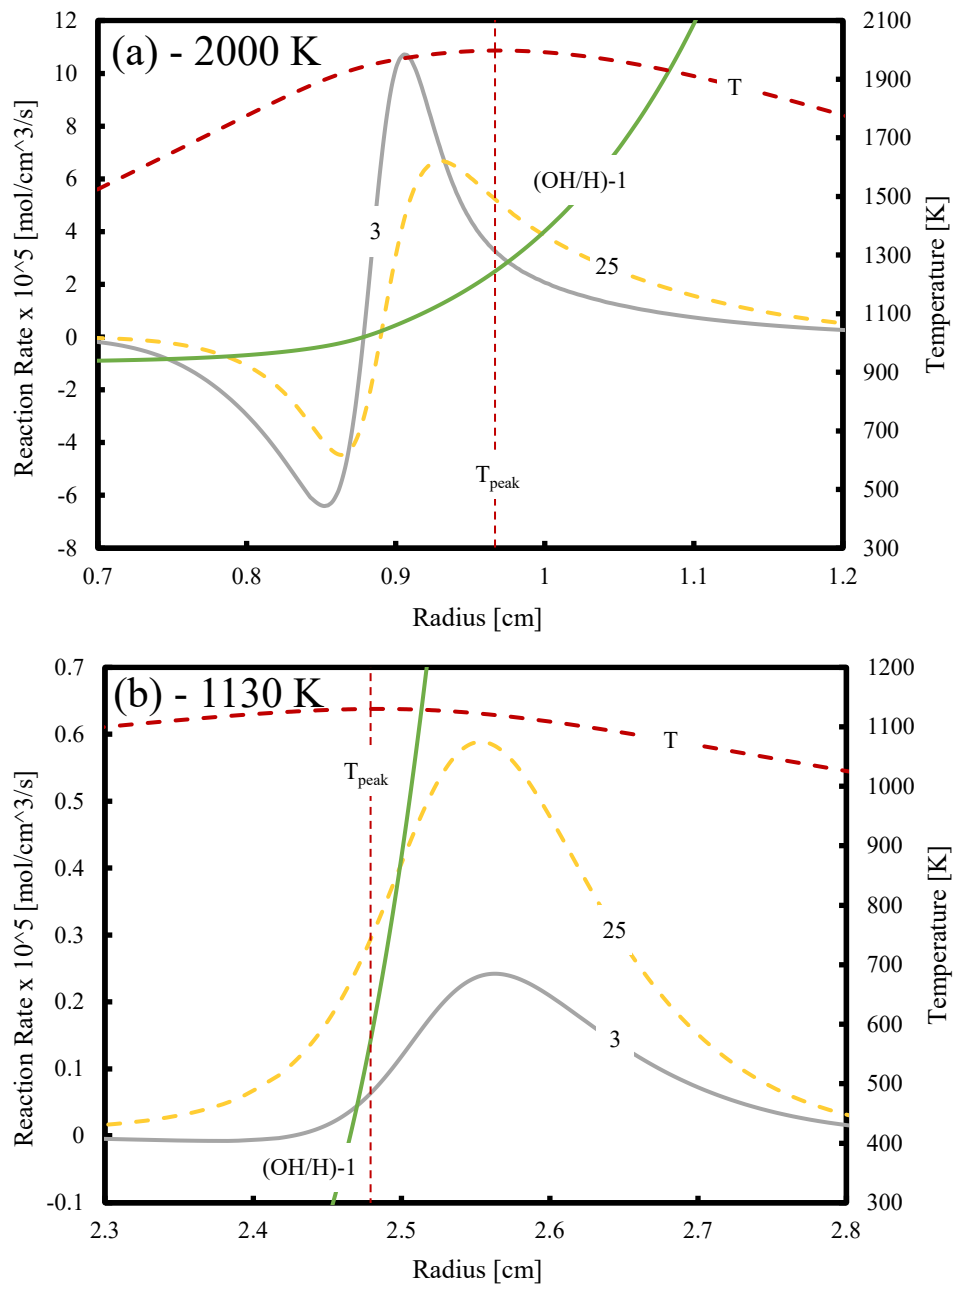 (a) - 2000 K
12
10
8
6
4
2
0
-2
-4
-6
-8
Reaction Rate x 10^5 [mol/cm^3/s]
2100
1900
1700
1500
1300
1100
900
700
500
300
Temperature [K]
T
(OH/H)-1
3
25
Tpeak
0.7 0.8 0.9 1 1.1 1.2
Radius [cm]
(b) - 1130 K
0.7
0.6
0.5
0.4
0.3
0.2
0.1
0
-0.1
Reaction Rate x 10^5 [mol/cm^3/s]
1200
1100
1000
900
800
700
600
500
400
300
Temperature [K]
T
Tpeak
25
3
(OH/H)-1
2.3 2.4 2.5 2.6 2.7 2.8
Radius [cm]